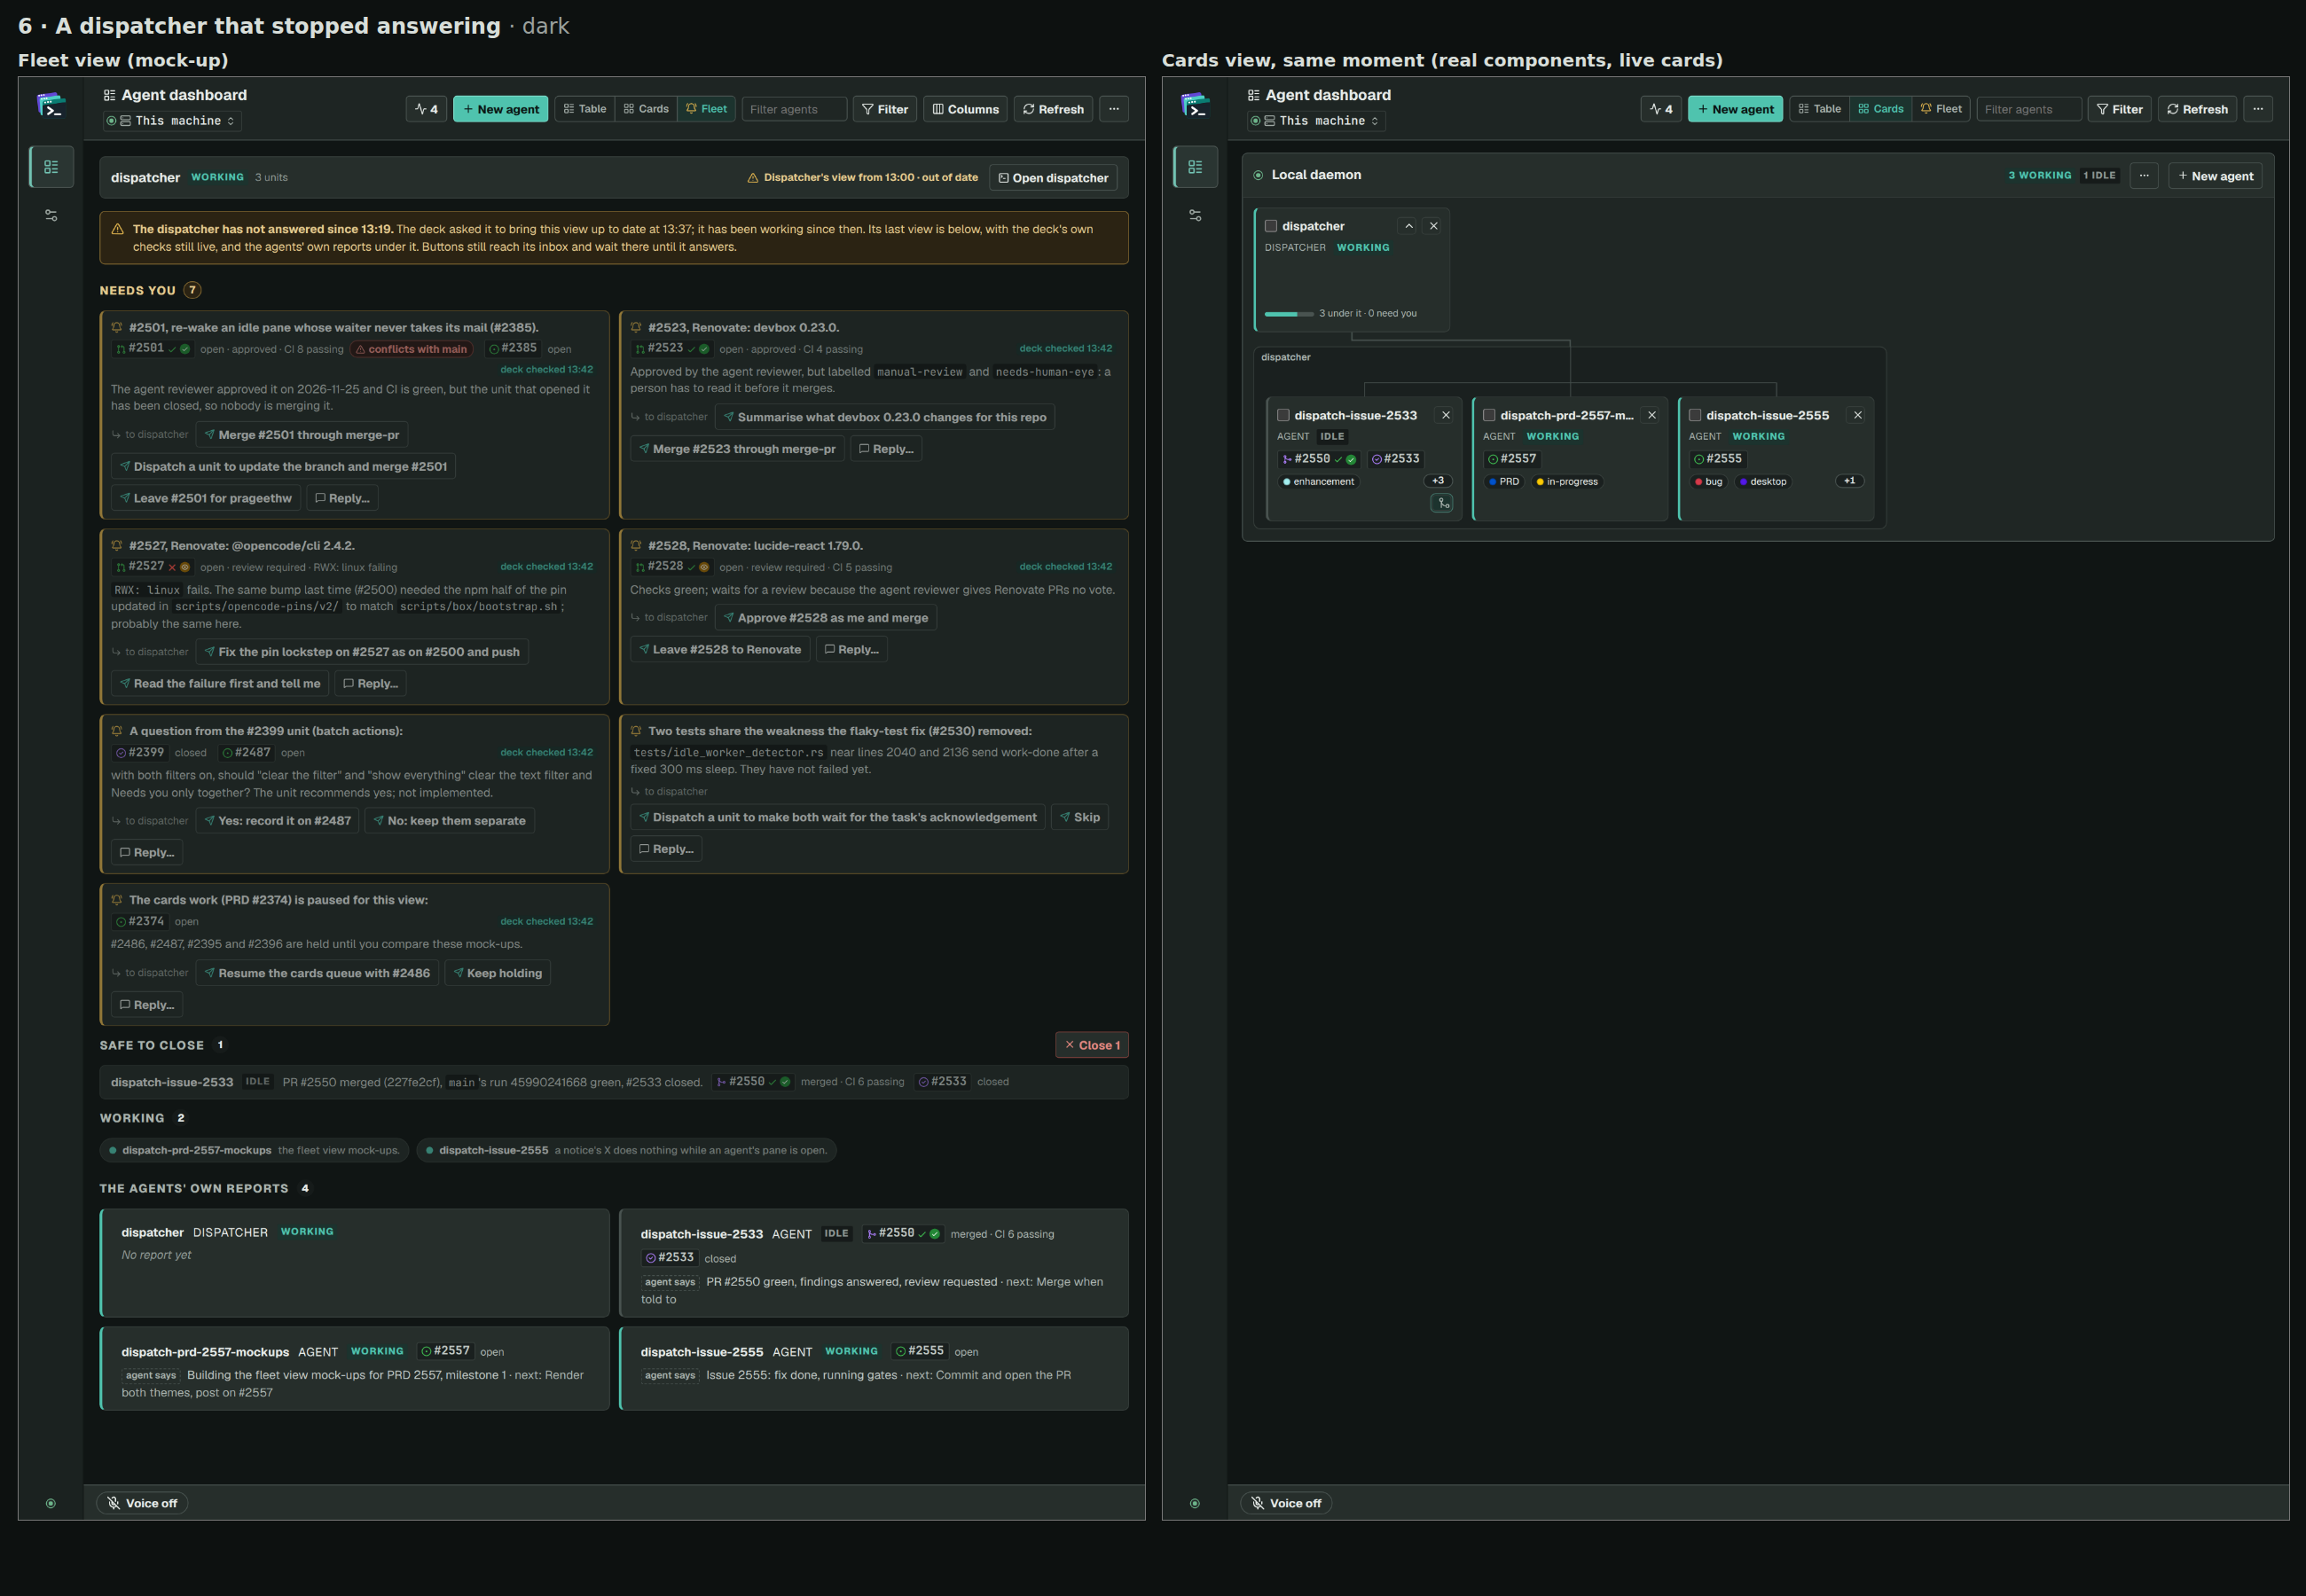 6 · A dispatcher that stopped answering · dark
Fleet view (mock-up)
Agent dashboard
This machine
4
+ New agent
Table
Cards
Fleet
Filter agents
Filter
Columns
Refresh
...
dispatcher WORKING 3 units
Dispatcher's view from 13:00 · out of date
Open dispatcher
The dispatcher has not answered since 13:19. The deck asked it to bring this view up to date at 13:37; it has been working since then. Its last view is below, with the deck's own
checks still live, and the agents' own reports under it. Buttons still reach its inbox and wait there until it answers.
NEEDS YOU 7
#2501, re-wake an idle pane whose waiter never takes its mail (#2385).
#2501 open · approved · CI 8 passing conflicts with main #2385 open
deck checked 13:42
The agent reviewer approved it on 2026-11-25 and CI is green, but the unit that opened it
has been closed, so nobody is merging it.
to dispatcher Merge #2501 through merge-pr
Dispatch a unit to update the branch and merge #2501
Leave #2501 for prageethw Reply...
#2523, Renovate: devbox 0.23.0.
#2523 open · approved · CI 4 passing deck checked 13:42
Approved by the agent reviewer, but labelled manual-review and needs-human-eye: a
person has to read it before it merges.
to dispatcher Summarise what devbox 0.23.0 changes for this repo
Merge #2523 through merge-pr Reply...
#2527, Renovate: @opencode/cli 2.4.2.
#2527 open · review required · RWX: linux failing deck checked 13:42
RWX: linux fails. The same bump last time (#2500) needed the npm half of the pin
updated in scripts/opencode-pins/v2/ to match scripts/box/bootstrap.sh;
probably the same here.
to dispatcher Fix the pin lockstep on #2527 as on #2500 and push
Read the failure first and tell me Reply...
#2528, Renovate: lucide-react 1.79.0.
#2528 open · review required · CI 5 passing deck checked 13:42
Checks green; waits for a review because the agent reviewer gives Renovate PRs no vote.
to dispatcher Approve #2528 as me and merge
Leave #2528 to Renovate Reply...
A question from the #2399 unit (batch actions):
#2399 closed #2487 open deck checked 13:42
with both filters on, should "clear the filter" and "show everything" clear the text filter and
Needs you only together? The unit recommends yes; not implemented.
to dispatcher Yes: record it on #2487 No: keep them separate
Reply...
Two tests share the weakness the flaky-test fix (#2530) removed:
tests/idle_worker_detector.rs near lines 2040 and 2136 send work-done after a
fixed 300 ms sleep. They have not failed yet.
to dispatcher
Dispatch a unit to make both wait for the task's acknowledgement Skip
Reply...
The cards work (PRD #2374) is paused for this view:
#2374 open deck checked 13:42
#2486, #2487, #2395 and #2396 are held until you compare these mock-ups.
to dispatcher Resume the cards queue with #2486 Keep holding
Reply...
SAFE TO CLOSE 1
Close 1
dispatch-issue-2533 IDLE PR #2550 merged (227fe2cf), main's run 45990241668 green, #2533 closed. #2550 merged · CI 6 passing #2533 closed
WORKING 2
dispatch-prd-2557-mockups the fleet view mock-ups.
dispatch-issue-2555 a notice's X does nothing while an agent's pane is open.
THE AGENTS' OWN REPORTS 4
dispatcher DISPATCHER WORKING
No report yet
dispatch-issue-2533 AGENT IDLE #2550 merged · CI 6 passing
#2533 closed
agent says PR #2550 green, findings answered, review requested · next: Merge when
told to
dispatch-prd-2557-mockups AGENT WORKING #2557 open
agent says Building the fleet view mock-ups for PRD 2557, milestone 1 · next: Render
both themes, post on #2557
dispatch-issue-2555 AGENT WORKING #2555 open
agent says Issue 2555: fix done, running gates · next: Commit and open the PR
Voice off
Cards view, same moment (real components, live cards)
Agent dashboard
This machine
4
+ New agent
Table
Cards
Fleet
Filter agents
Filter
Refresh
...
Local daemon
3 WORKING 1 IDLE
...
+ New agent
dispatcher
DISPATCHER WORKING
3 under it · 0 need you
dispatcher
dispatch-issue-2533
AGENT IDLE
#2550 #2533
enhancement +3
dispatch-prd-2557-m...
AGENT WORKING
#2557
PRD in-progress
dispatch-issue-2555
AGENT WORKING
#2555
bug desktop +1
Voice off